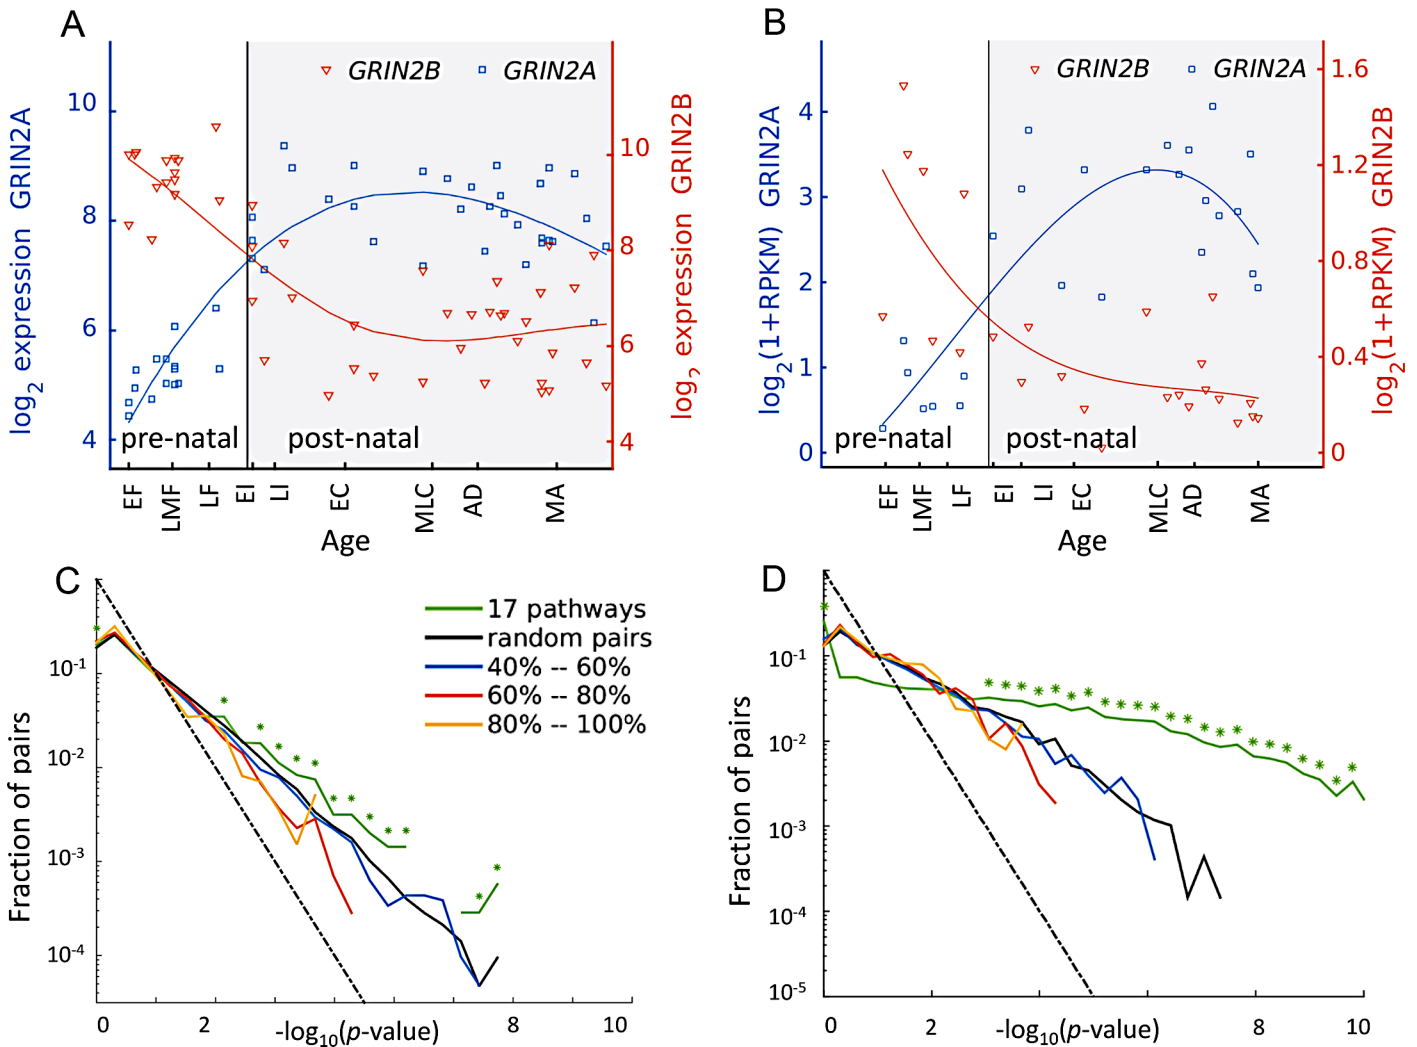 A
GRIN2B
GRIN2A
log2 expression GRIN2A
10
8
6
4
log2 expression GRIN2B
10
8
6
4
pre-natal
post-natal
EF
LMF
LF
EI
LI
EC
MLC
AD
MA
Age
B
GRIN2B
GRIN2A
log2(1+RPKM) GRIN2A
4
3
2
1
0
log2(1+RPKM) GRIN2B
1.6
1.2
0.8
0.4
0
pre-natal
post-natal
EF
LMF
LF
EI
LI
EC
MLC
AD
MA
Age
C
17 pathways
random pairs
40% -- 60%
60% -- 80%
80% -- 100%
Fraction of pairs
10-1
10-2
10-3
10-4
0
2
-log10(p-value)
8
10
D
Fraction of pairs
10-1
10-2
10-3
10-4
10-5
0
2
-log10(p-value)
8
10